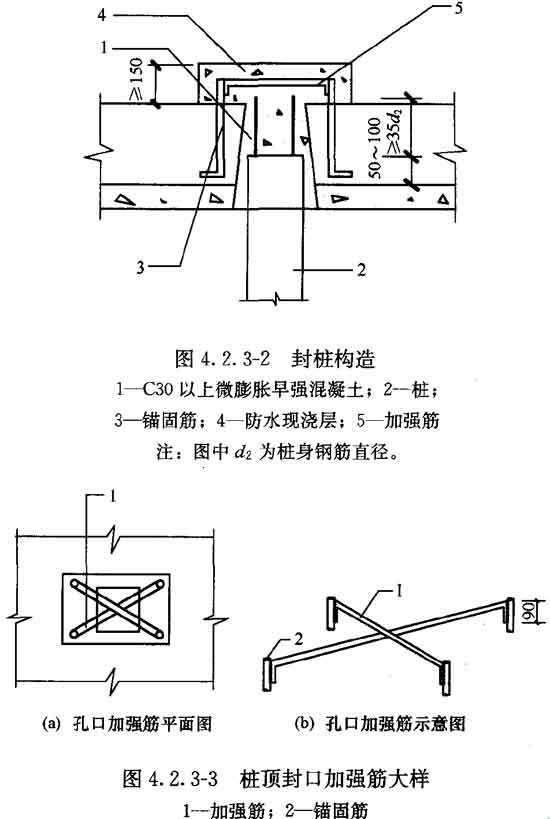 4
5
1
≥150
50~100
≥35d₂
3
2
图 4.2.3-2 封桩构造
1—C30 以上微膨胀早强混凝土；2—桩；
3—锚固筋；4—防水现浇层；5—加强筋
注：图中 d₂ 为桩身钢筋直径。
1
1
2
90
(a) 孔口加强筋平面图
(b) 孔口加强筋示意图
图 4.2.3-3 桩顶封口加强筋大样
1—加强筋；2—锚固筋